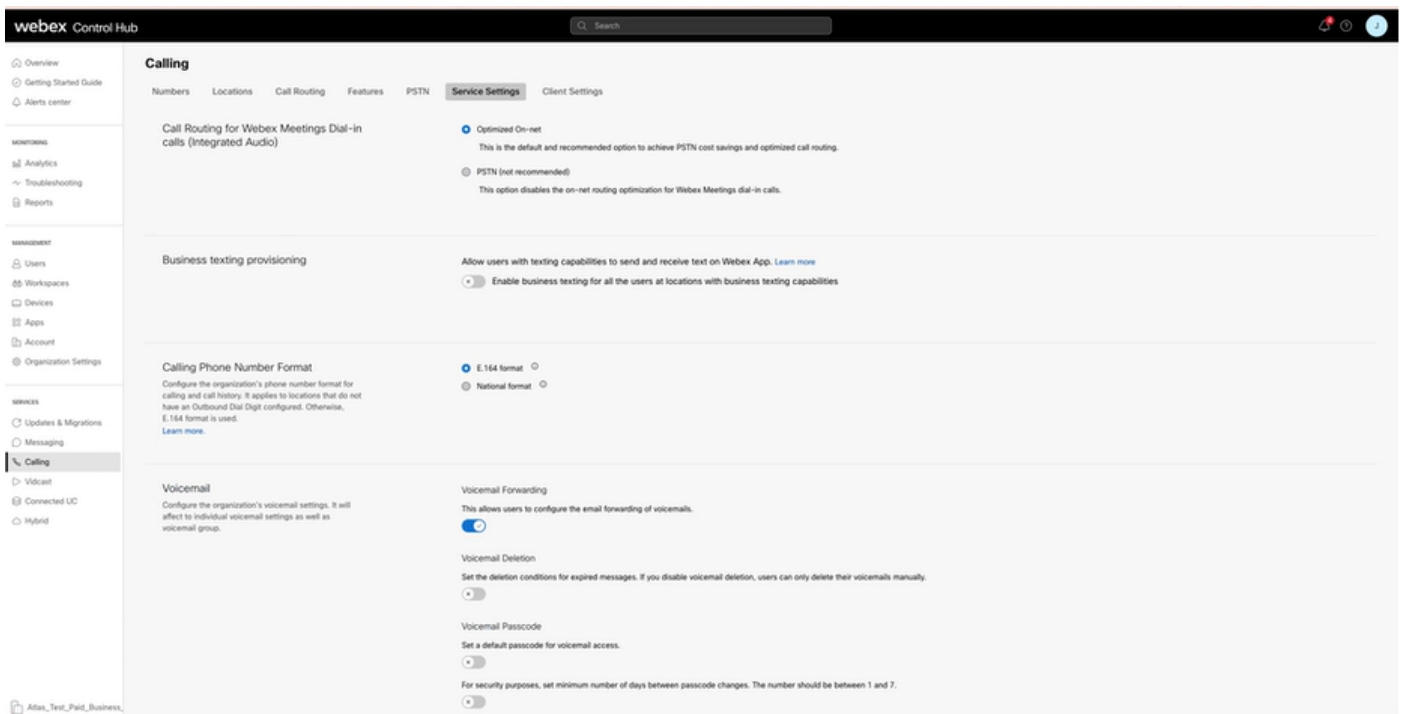 webex Control Hub
Search
J
Overview
Getting Started Guide
Alerts center
MONITORING
Analytics
Troubleshooting
Reports
MANAGEMENT
Users
Workspaces
Devices
Apps
Account
Organization Settings
SERVICES
Updates & Migrations
Messaging
Calling
Vidcast
Connected UC
Hybrid
Atlas_Test_Paid_Business_
Calling
Numbers Locations Call Routing Features PSTN Service Settings Client Settings
Call Routing for Webex Meetings Dial-in
calls (Integrated Audio)
Optimized On-net
This is the default and recommended option to achieve PSTN cost savings and optimized call routing.
PSTN (not recommended)
This option disables the on-net routing optimization for Webex Meetings dial-in calls.
Business texting provisioning
Allow users with texting capabilities to send and receive text on Webex App. Learn more
Enable business texting for all the users at locations with business texting capabilities
Calling Phone Number Format
Configure the organization's phone number format for
calling and call history. It applies to locations that do not
have an Outbound Dial Digit configured. Otherwise,
E.164 format is used.
Learn more.
E.164 format
National format
Voicemail
Configure the organization's voicemail settings. It will
affect to individual voicemail settings as well as
voicemail group.
Voicemail Forwarding
This allows users to configure the email forwarding of voicemails.
Voicemail Deletion
Set the deletion conditions for expired messages. If you disable voicemail deletion, users can only delete their voicemails manually.
Voicemail Passcode
Set a default passcode for voicemail access.
For security purposes, set minimum number of days between passcode changes. The number should be between 1 and 7.